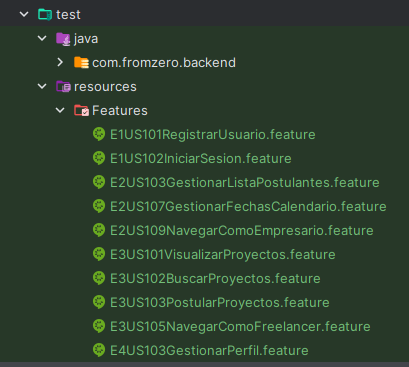 test
java
com.fromzero.backend
resources
Features
E1US101RegistrarUsuario.feature
E1US102IniciarSesion.feature
E2US103GestionarListaPostulantes.feature
E2US107GestionarFechasCalendario.feature
E2US109NavegarComoEmpresario.feature
E3US101VisualizarProyectos.feature
E3US102BuscarProyectos.feature
E3US103PostularProyectos.feature
E3US105NavegarComoFreelancer.feature
E4US103GestionarPerfil.feature